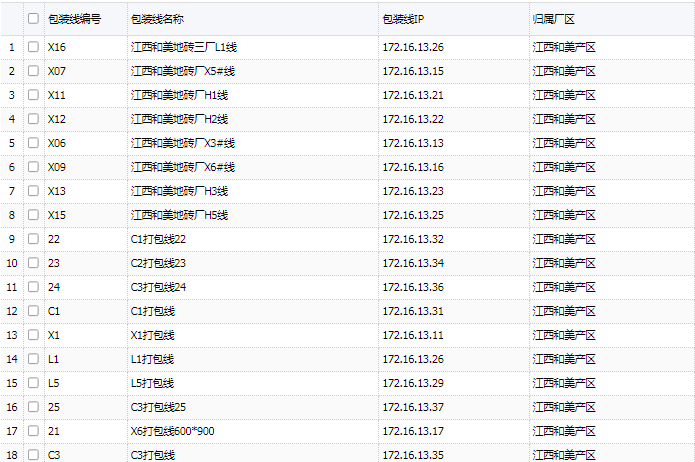 包装线编号 包装线名称 包装线IP 归属厂区
1 X16 江西和美地砖三厂L1线 172.16.13.26 江西和美产区
2 X07 江西和美地砖厂X5#线 172.16.13.15 江西和美产区
3 X11 江西和美地砖厂H1线 172.16.13.21 江西和美产区
4 X12 江西和美地砖厂H2线 172.16.13.22 江西和美产区
5 X06 江西和美地砖厂X3#线 172.16.13.13 江西和美产区
6 X09 江西和美地砖厂X6#线 172.16.13.16 江西和美产区
7 X13 江西和美地砖厂H3线 172.16.13.23 江西和美产区
8 X15 江西和美地砖厂H5线 172.16.13.25 江西和美产区
9 22 C1打包线22 172.16.13.32 江西和美产区
10 23 C2打包线23 172.16.13.34 江西和美产区
11 24 C3打包线24 172.16.13.36 江西和美产区
12 C1 C1打包线 172.16.13.31 江西和美产区
13 X1 X1打包线 172.16.13.11 江西和美产区
14 L1 L1打包线 172.16.13.26 江西和美产区
15 L5 L5打包线 172.16.13.29 江西和美产区
16 25 C3打包线25 172.16.13.37 江西和美产区
17 21 X6打包线600*900 172.16.13.17 江西和美产区
18 C3 C3打包线 172.16.13.35 江西和美产区